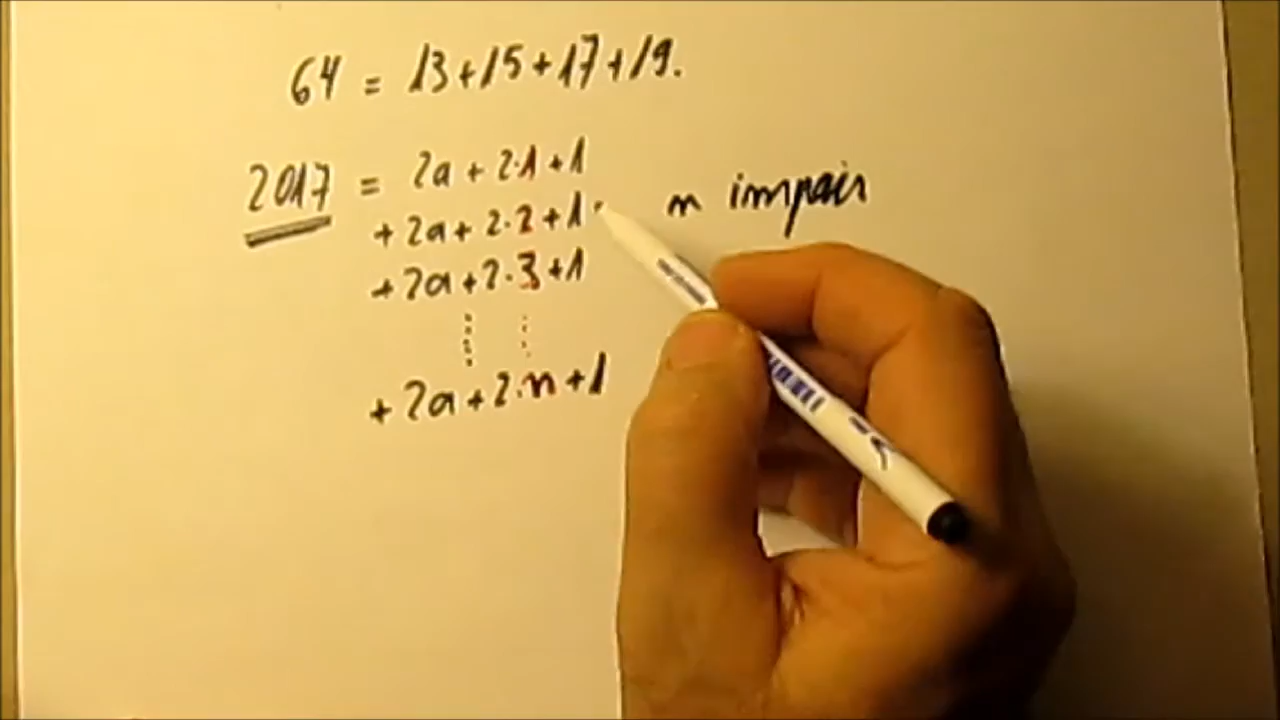 64 = 13+15+17+19.
2017 = 2a + 2·1 + 1
+ 2a + 2·2 + 1 n impair
+ 2a + 2·3 + 1
+ 2a + 2·n + 1